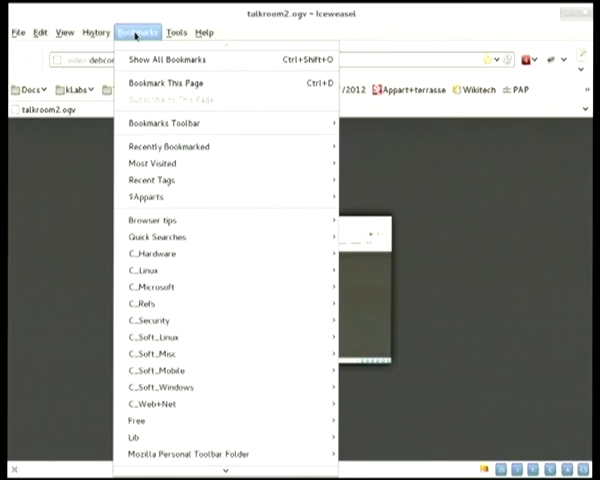 talkroom2.ogv - Iceweasel
File Edit View History Bookmarks Tools Help
video debcon
Docs kLabs /2012 Appart+terrasse Wikitech PAP
talkroom2.ogv
Show All Bookmarks Ctrl+Shift+O
Bookmark This Page Ctrl+D
Subscribe to This Page
Bookmarks Toolbar
Recently Bookmarked
Most Visited
Recent Tags
$Apparts
Browser tips
Quick Searches
C_Hardware
C_Linux
C_Microsoft
C_Refs
C_Security
C_Soft_Linux
C_Soft_Misc
C_Soft_Mobile
C_Soft_Windows
C_Web+Net
Free
Lib
Mozilla Personal Toolbar Folder